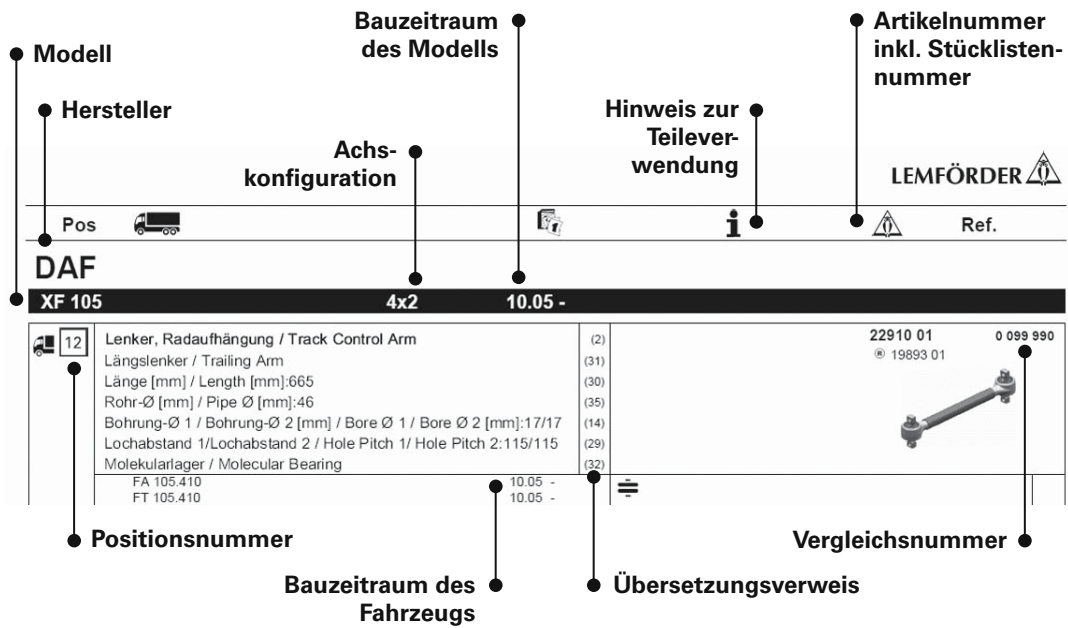 Bauzeitraum
des Modells
Artikelnummer
inkl. Stücklisten-
nummer
Modell
Hersteller
Hinweis zur
Teilever-
wendung
Achs-
konfiguration
LEMFÖRDER
Pos
i
Ref.
DAF
XF 105 4x2 10.05 -
12 Lenker, Radaufhängung / Track Control Arm (2) 22910 01 0 099 990
Längslenker / Trailing Arm (31) ® 19893 01
Länge [mm] / Length [mm]:665 (30)
Rohr-Ø [mm] / Pipe Ø [mm]:46 (35)
Bohrung-Ø 1 / Bohrung-Ø 2 [mm] / Bore Ø 1 / Bore Ø 2 [mm]:17/17 (14)
Lochabstand 1/Lochabstand 2 / Hole Pitch 1/ Hole Pitch 2:115/115 (29)
Molekularlager / Molecular Bearing (32)
FA 105.410 10.05 -
FT 105.410 10.05 -
Positionsnummer
Vergleichsnummer
Bauzeitraum des
Fahrzeugs
Übersetzungsverweis